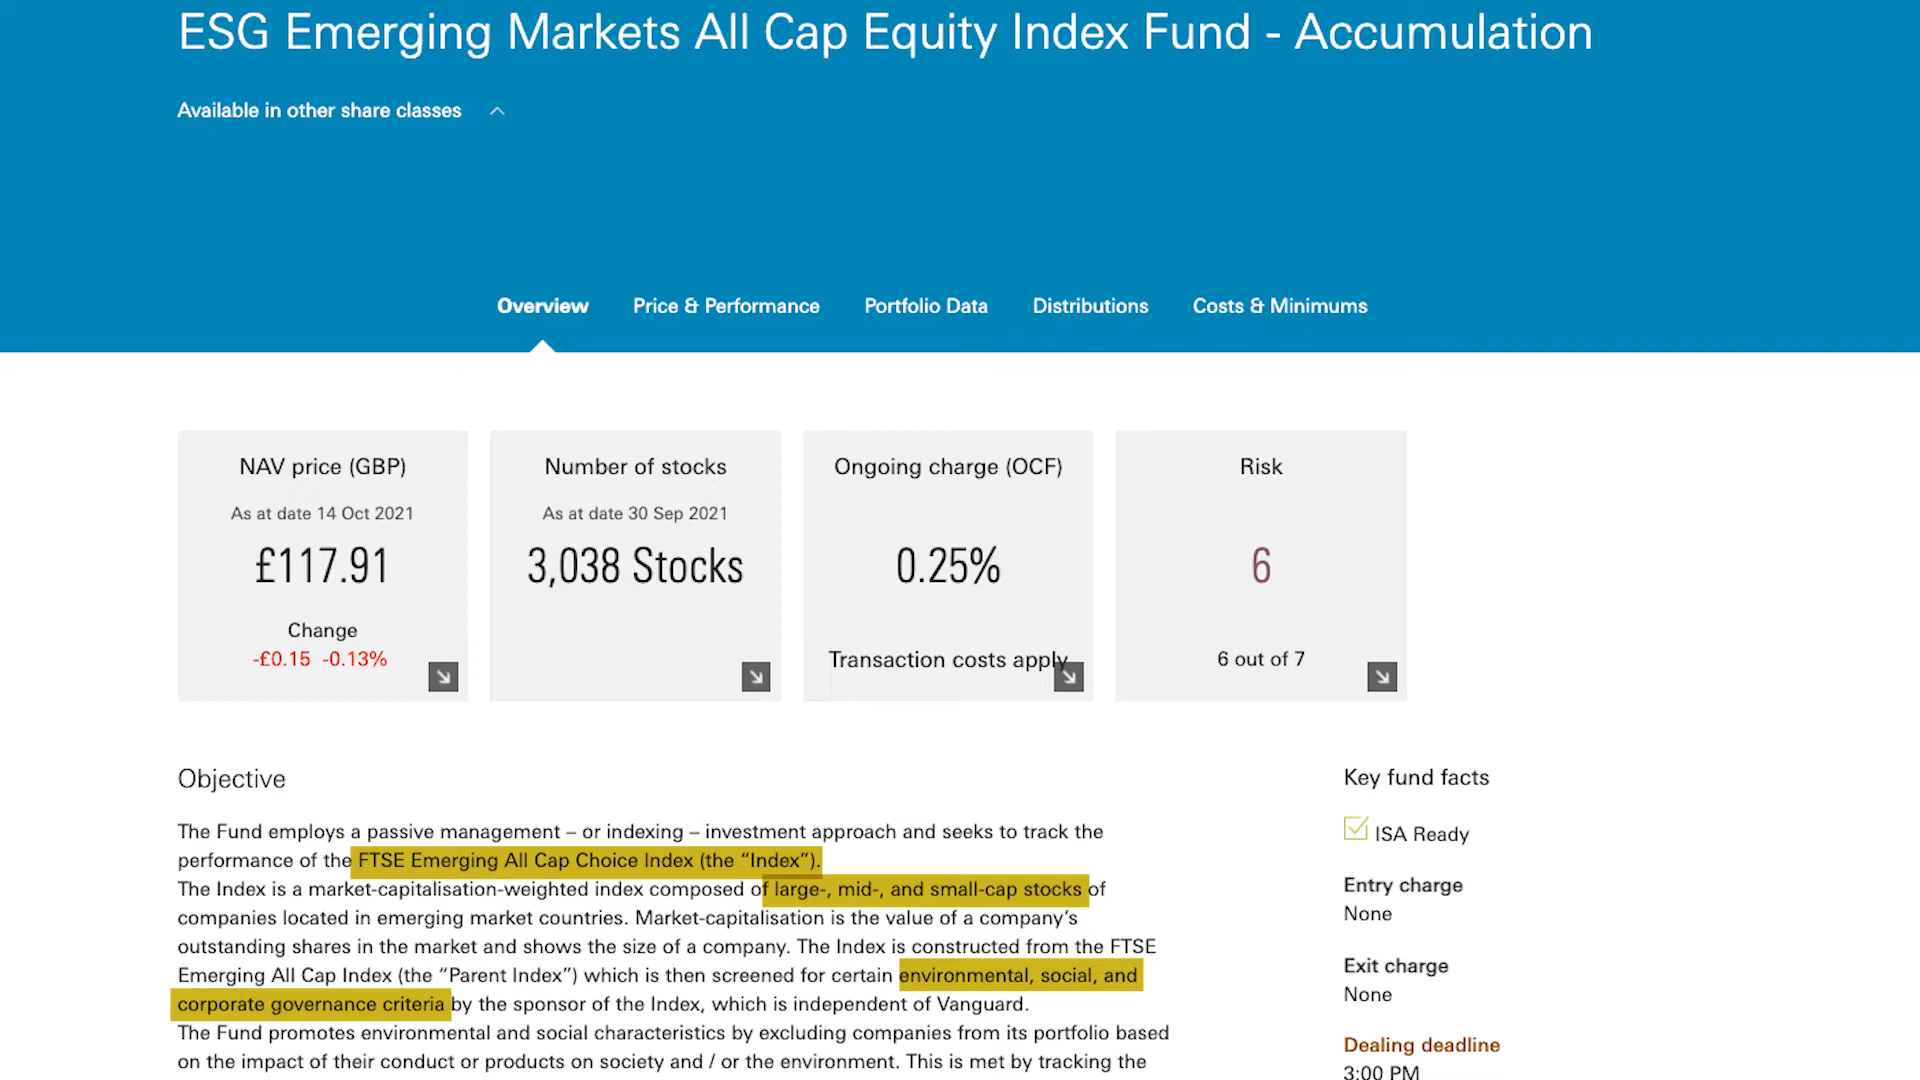 ESG Emerging Markets All Cap Equity Index Fund - Accumulation
Available in other share classes
Overview
Price & Performance
Portfolio Data
Distributions
Costs & Minimums
NAV price (GBP)
As at date 14 Oct 2021
£117.91
Change
-£0.15 -0.13%
Number of stocks
As at date 30 Sep 2021
3,038 Stocks
Ongoing charge (OCF)
0.25%
Transaction costs apply
Risk
6
6 out of 7
Objective
The Fund employs a passive management – or indexing – investment approach and seeks to track the
performance of the FTSE Emerging All Cap Choice Index (the “Index”).
The Index is a market-capitalisation-weighted index composed of large-, mid-, and small-cap stocks of
companies located in emerging market countries. Market-capitalisation is the value of a company’s
outstanding shares in the market and shows the size of a company. The Index is constructed from the FTSE
Emerging All Cap Index (the “Parent Index”) which is then screened for certain environmental, social, and
corporate governance criteria by the sponsor of the Index, which is independent of Vanguard.
The Fund promotes environmental and social characteristics by excluding companies from its portfolio based
on the impact of their conduct or products on society and / or the environment. This is met by tracking the
Key fund facts
ISA Ready
Entry charge
None
Exit charge
None
Dealing deadline
3:00 PM